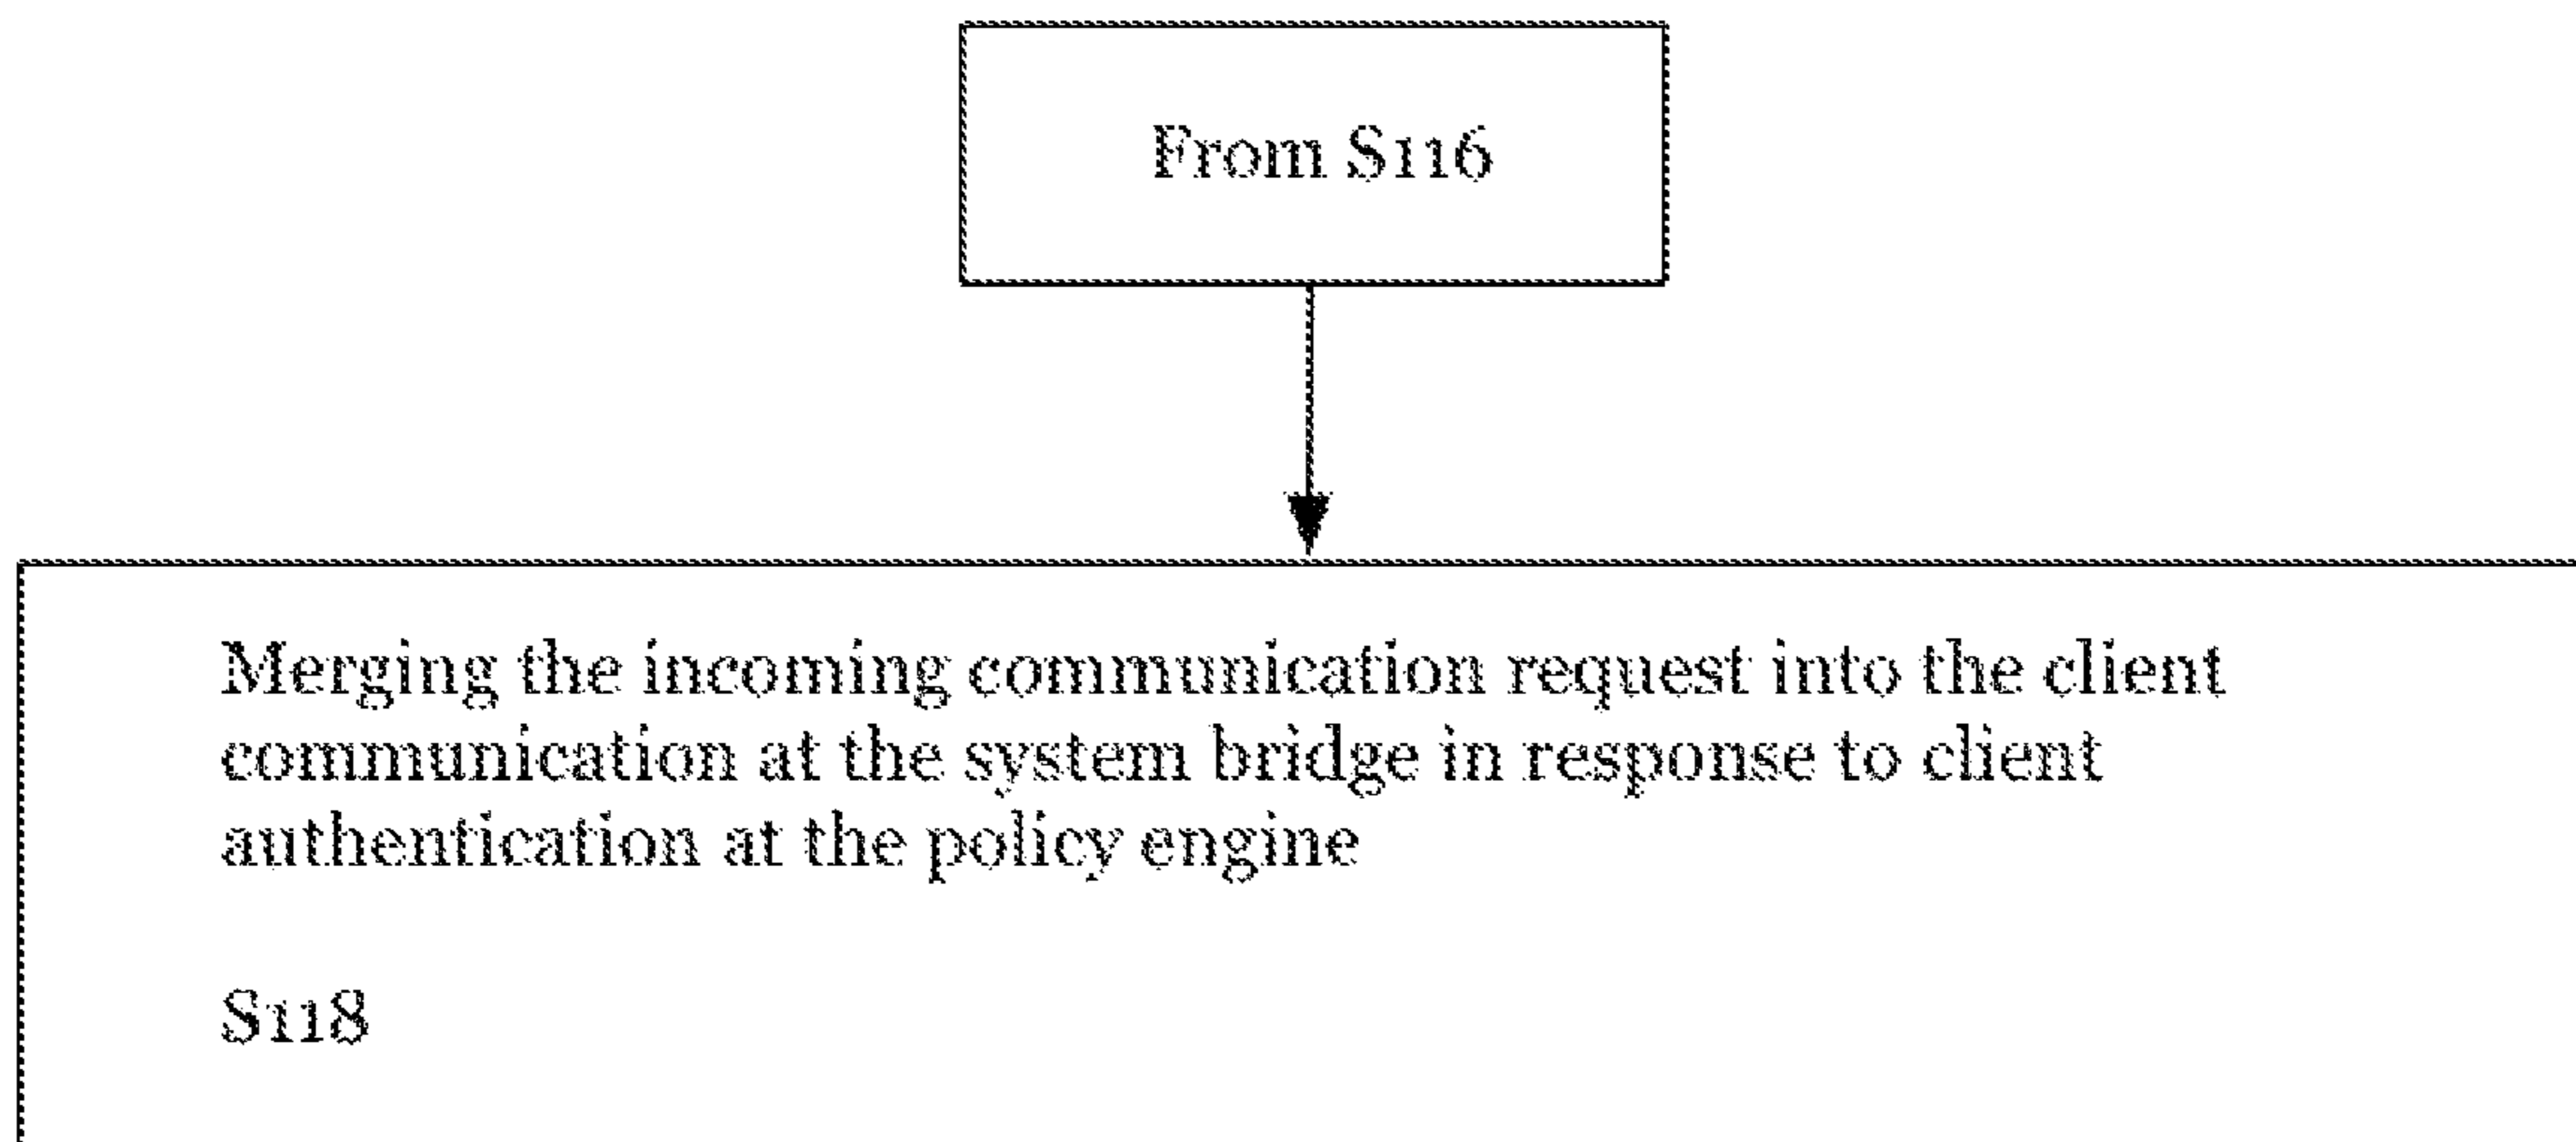 From S116
Merging the incoming communication request into the client
communication at the system bridge in response to client
authentication at the policy engine
S118